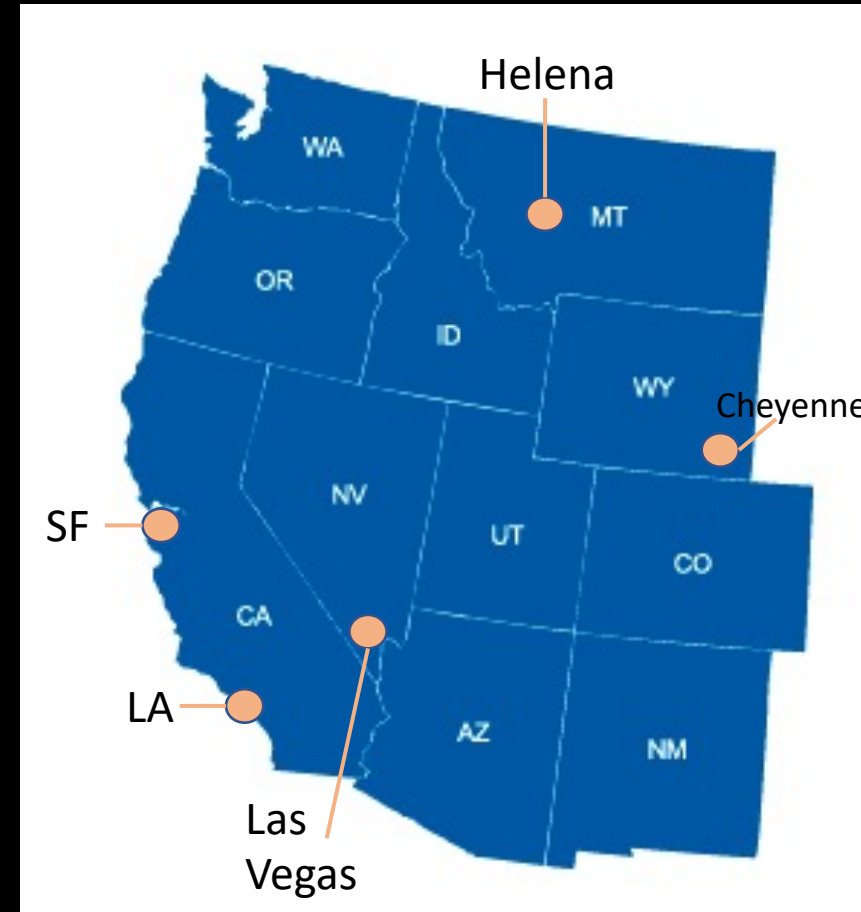 Helena
WA
MT
OR
ID
WY
Cheyenne
NV
SF
UT
CO
CA
LA
AZ
NM
Las
Vegas